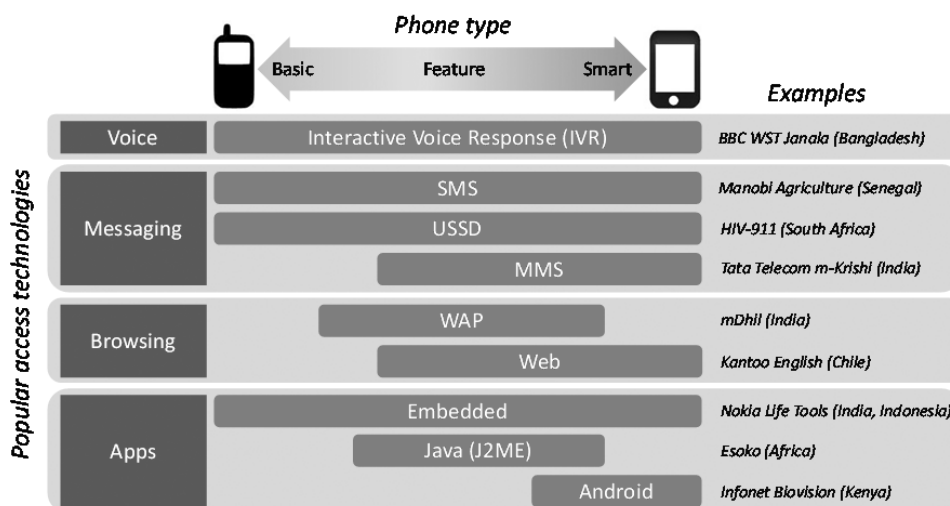 Phone type
Basic Feature Smart
Examples
Popular access technologies
Voice
Interactive Voice Response (IVR)
BBC WST Janala (Bangladesh)
Messaging
SMS
Manobi Agriculture (Senegal)
USSD
HIV-911 (South Africa)
MMS
Tata Telecom m-Krishi (India)
Browsing
WAP
mDhil (India)
Web
Kantoo English (Chile)
Apps
Embedded
Nokia Life Tools (India, Indonesia)
Java (J2ME)
Esoko (Africa)
Android
Infonet Biovision (Kenya)